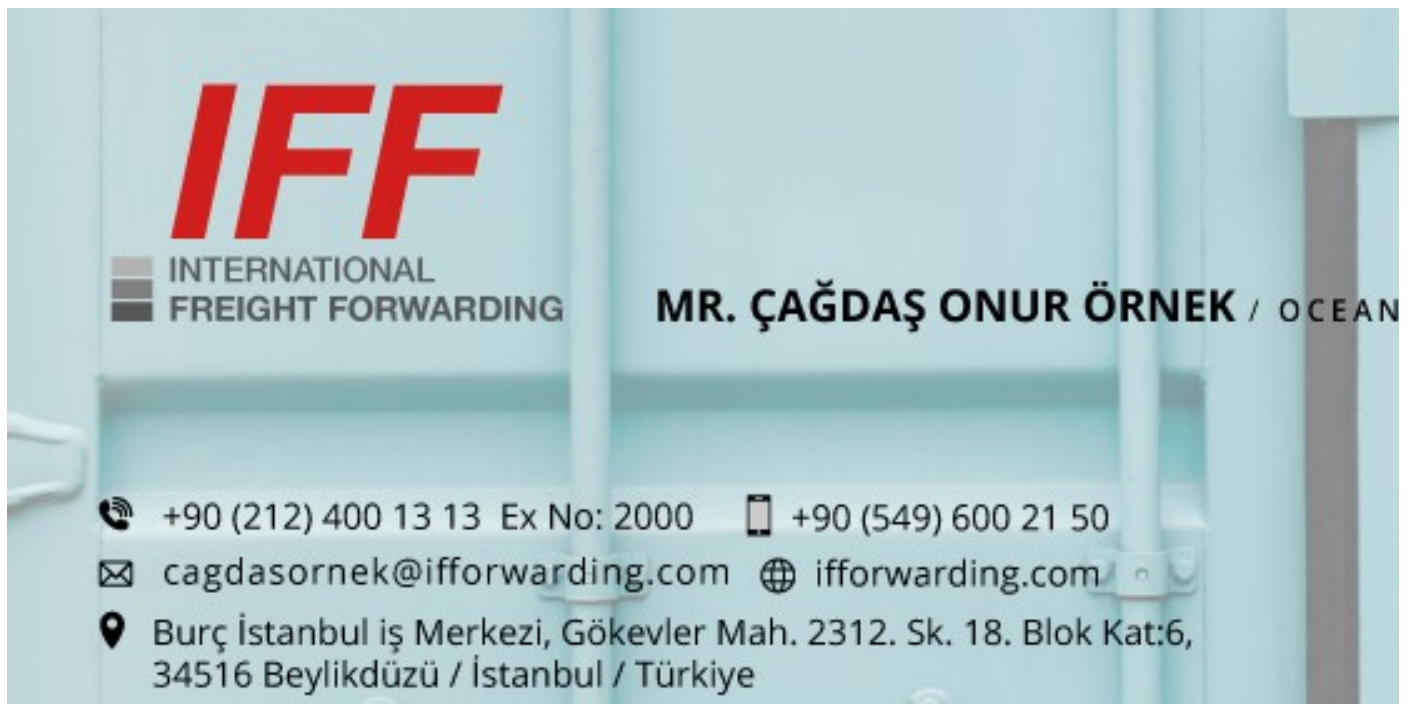 IFF
INTERNATIONAL
FREIGHT FORWARDING
MR. ÇAĞDAŞ ONUR ÖRNEK / OCEAN
+90 (212) 400 13 13 Ex No: 2000 +90 (549) 600 21 50
cagdasornek@ifforwarding.com ifforwarding.com
Burç İstanbul iş Merkezi, Gökevler Mah. 2312. Sk. 18. Blok Kat:6,
34516 Beylikdüzü / İstanbul / Türkiye